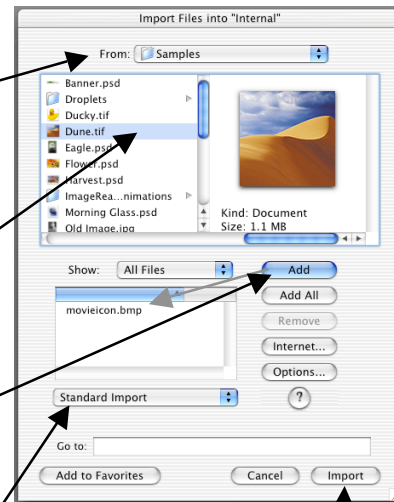 Import Files into "Internal"
From: Samples
Banner.psd
Droplets
Ducky.tif
Dune.tif
Eagle.psd
Flower.psd
Harvest.psd
ImageRea...nimations
Morning Glass.psd
Old Image.jpg
Kind: Document
Size: 1.1 MB
Show: All Files
Add
Add All
movieicon.bmp
Remove
Internet...
Options...
Standard Import
?
Go to:
Add to Favorites
Cancel
Import